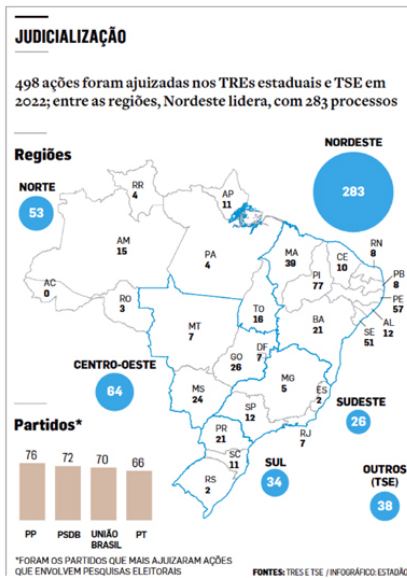 JUDICIALIZAÇÃO
498 ações foram ajuizadas nos TREs estaduais e TSE em
2022; entre as regiões, Nordeste lidera, com 283 processos
Regiões
NORTE
53
NORDESTE
283
RR
4
AP
11
AM
15
PA
4
AC
0
RO
3
MA
39
CE
10
RN
8
PB
8
PI
77
PE
57
AL
12
SE
51
BA
21
TO
16
MT
7
DF
7
GO
26
CENTRO-OESTE
64
MS
24
MG
5
ES
2
SP
12
RJ
7
SUDESTE
26
PR
21
SC
11
RS
2
SUL
34
OUTROS
(TSE)
38
Partidos*
76
72
70
66
PP
PSDB
UNIÃO
BRASIL
PT
*FORAM OS PARTIDOS QUE MAIS AJUIZARAM AÇÕES
QUE ENVOLVEM PESQUISAS ELEITORAIS
FONTES: TRES E TSE / INFOGRÁFICO: ESTADÃO